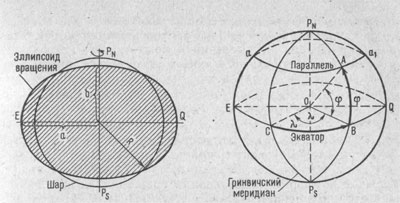 P_N
Эллипсоид
вращения
b
E
Q
a
R
Шар
P_S
P_N
a
a₁
A
Параллель
E
O
φ
φ
Q
λ
λ
C
B
Экватор
Гринвичский
меридиан
P_S